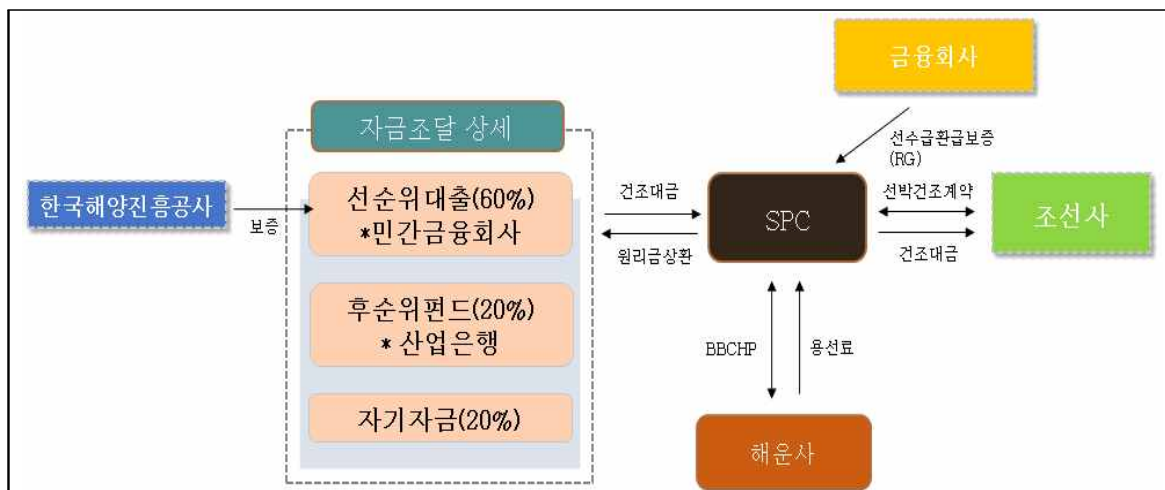 금융회사
자금조달 상세
선수급환급보증
(RG)
한국해양진흥공사
보증
선순위대출(60%)
*민간금융회사
건조대금
원리금상환
SPC
선박건조계약
건조대금
조선사
후순위펀드(20%)
* 산업은행
BBCHP
용선료
자기자금(20%)
해운사